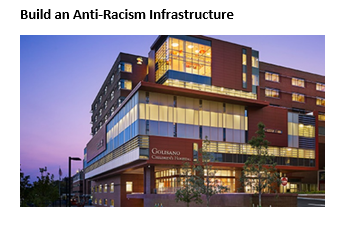 Build an Anti-Racism Infrastructure
GOLISANO
CHILDREN'S HOSPITAL